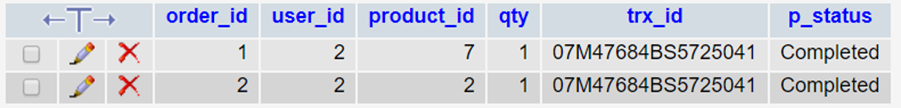 order_id user_id product_id qty trx_id p_status
1 2 7 1 07M47684BS5725041 Completed
2 2 2 1 07M47684BS5725041 Completed